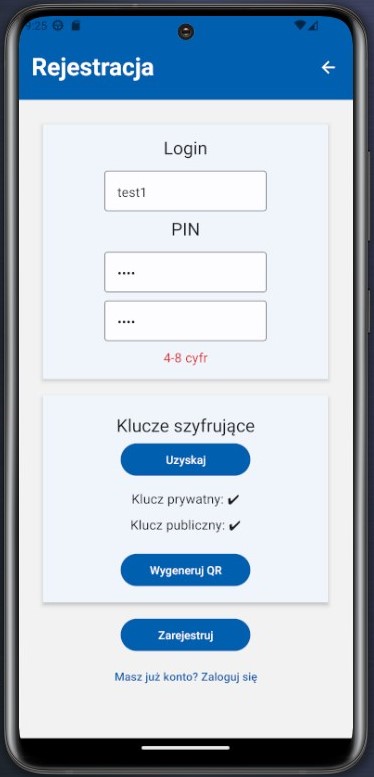 9:25
Rejestracja
Login
test1
PIN
••••
••••
4-8 cyfr
Klucze szyfrujące
Uzyskaj
Klucz prywatny: ✔
Klucz publiczny: ✔
Wygeneruj QR
Zarejestruj
Masz już konto? Zaloguj się